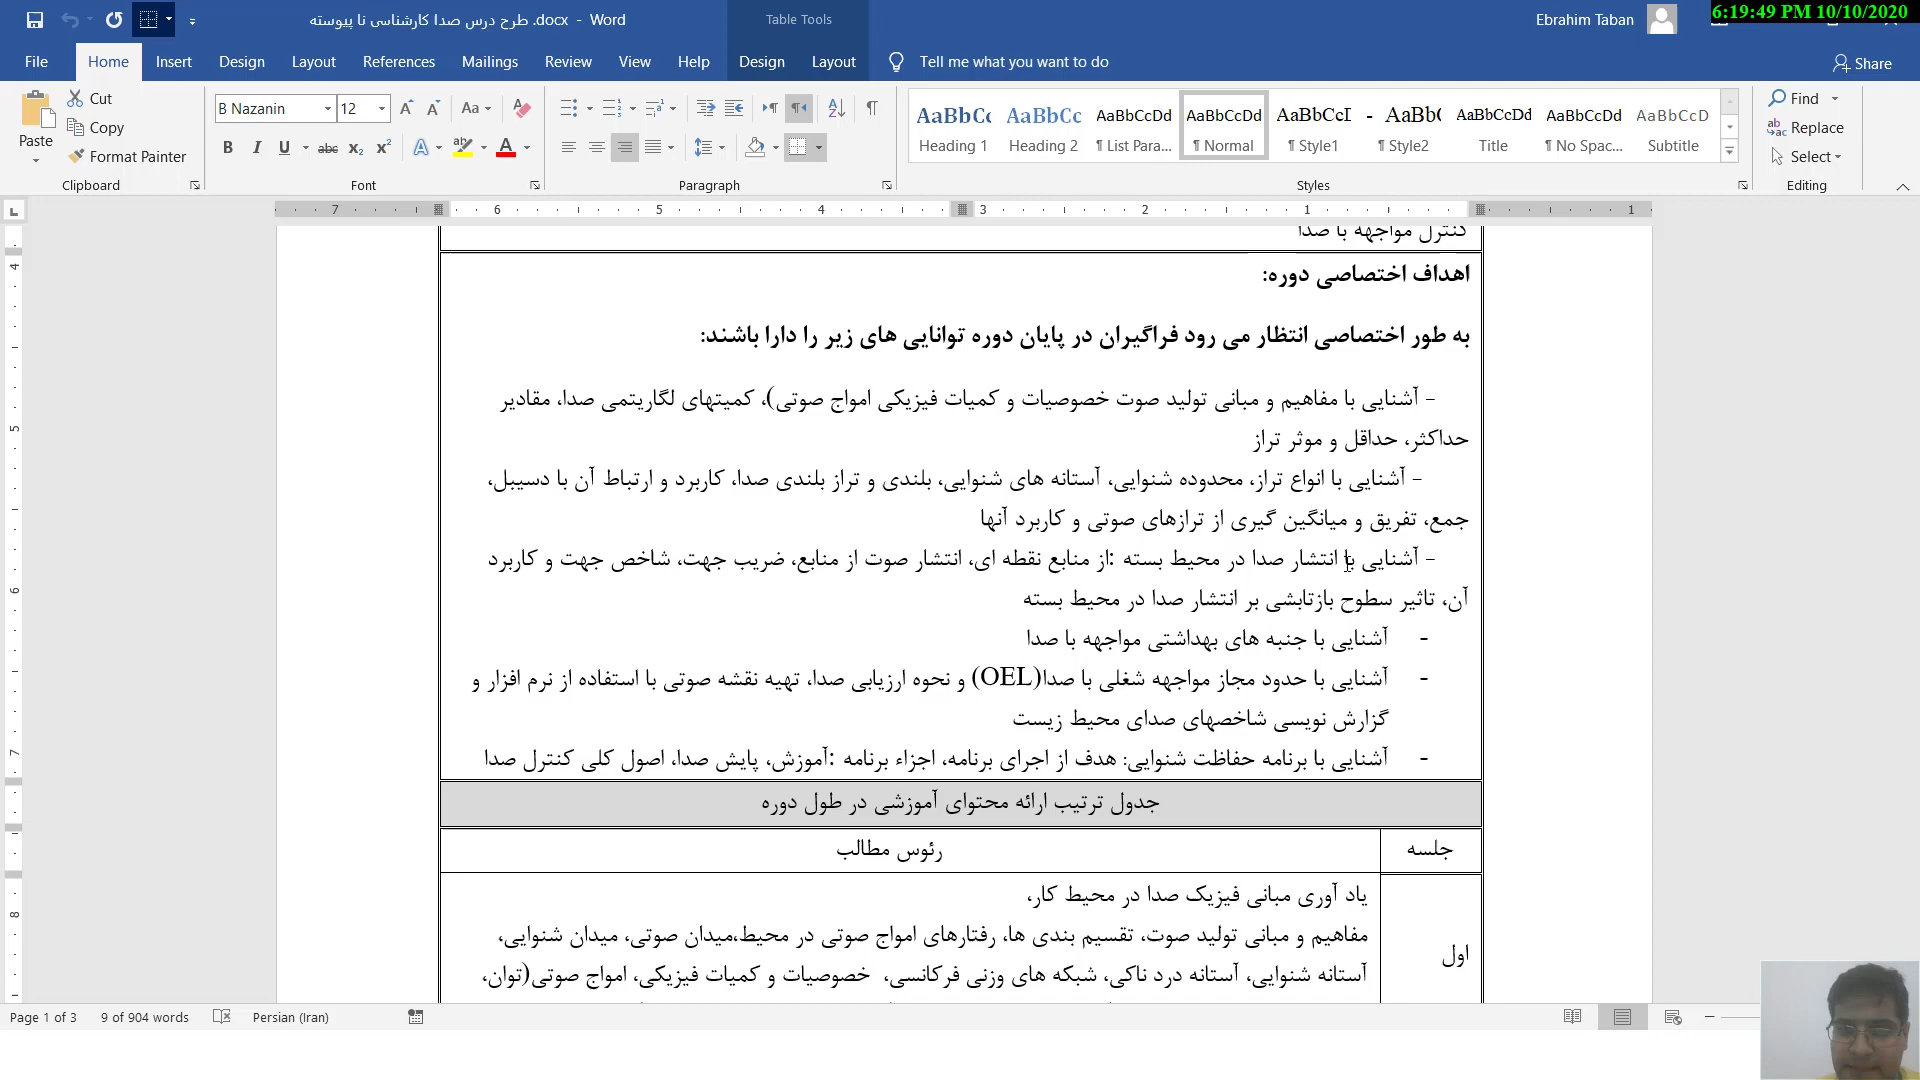 طرح درس صدا کارشناسی نا پیوسته .docx - Word
Table Tools
Ebrahim Taban
6:19:49 PM 10/10/2020
File Home Insert Design Layout References Mailings Review View Help Design Layout Tell me what you want to do Share
Paste
Cut
Copy
Format Painter
Clipboard
B Nazanin 12
Font
Paragraph
AaBbCc AaBbCc AaBbCcDd AaBbCcDd AaBbCcI - AaBbC AaBbCcDd AaBbCcDd AaBbCcD
Heading 1 Heading 2 ¶ List Para... ¶ Normal ¶ Style1 ¶ Style2 Title ¶ No Spac... Subtitle
Styles
Find
Replace
Select
Editing
7 6 5 4 3 2 1 1
کنترل مواجهه با صدا
اهداف اختصاصی دوره:
به طور اختصاصی انتظار می رود فراگیران در پایان دوره توانایی های زیر را دارا باشند:
- آشنایی با مفاهیم و مبانی تولید صوت خصوصیات و کمیات فیزیکی امواج صوتی)، کمیتهای لگاریتمی صدا، مقادیر
حداکثر، حداقل و موثر تراز
- آشنایی با انواع تراز، محدوده شنوایی، آستانه های شنوایی، بلندی و تراز بلندی صدا، کاربرد و ارتباط آن با دسیبل،
جمع، تفریق و میانگین گیری از ترازهای صوتی و کاربرد آنها
- آشنایی با انتشار صدا در محیط بسته :از منابع نقطه ای، انتشار صوت از منابع، ضریب جهت، شاخص جهت و کاربرد
آن، تاثیر سطوح بازتابشی بر انتشار صدا در محیط بسته
- آشنایی با جنبه های بهداشتی مواجهه با صدا
- آشنایی با حدود مجاز مواجهه شغلی با صدا(OEL) و نحوه ارزیابی صدا، تهیه نقشه صوتی با استفاده از نرم افزار و
گزارش نویسی شاخصهای صدای محیط زیست
- آشنایی با برنامه حفاظت شنوایی: هدف از اجرای برنامه، اجزاء برنامه :آموزش، پایش صدا، اصول کلی کنترل صدا
جدول ترتیب ارائه محتوای آموزشی در طول دوره
جلسه رئوس مطالب
یاد آوری مبانی فیزیک صدا در محیط کار،
مفاهیم و مبانی تولید صوت، تقسیم بندی ها، رفتارهای امواج صوتی در محیط،میدان صوتی، میدان شنوایی،
اول
آستانه شنوایی، آستانه درد ناکی، شبکه های وزنی فرکانسی، خصوصیات و کمیات فیزیکی، امواج صوتی(توان،
Page 1 of 3 9 of 904 words Persian (Iran)